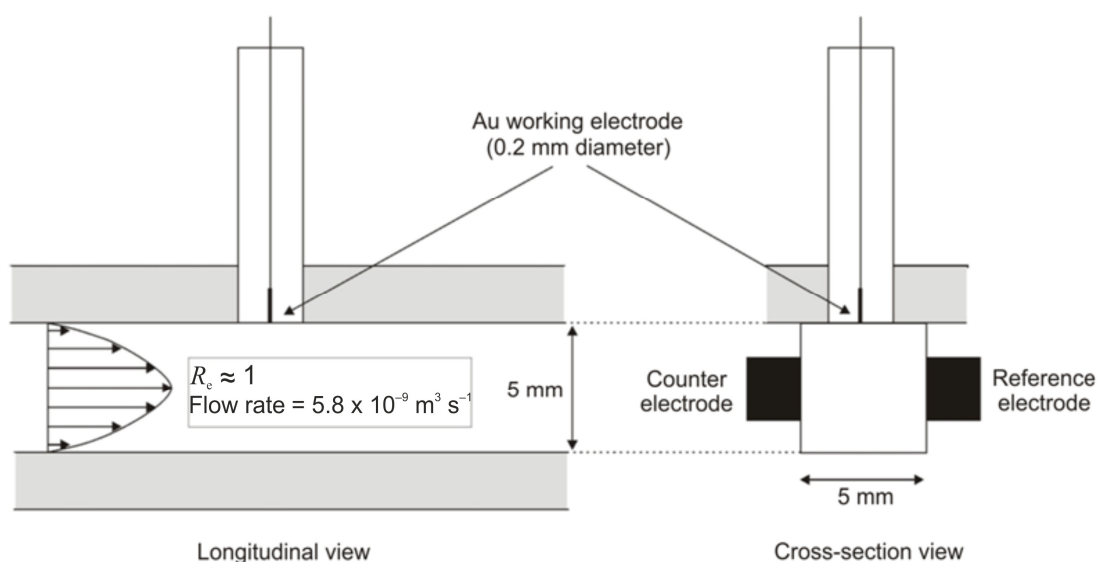 Au working electrode
(0.2 mm diameter)
Rₑ ≈ 1
Flow rate = 5.8 x 10⁻⁹ m³ s⁻¹
5 mm
Counter
electrode
Reference
electrode
5 mm
Longitudinal view
Cross-section view